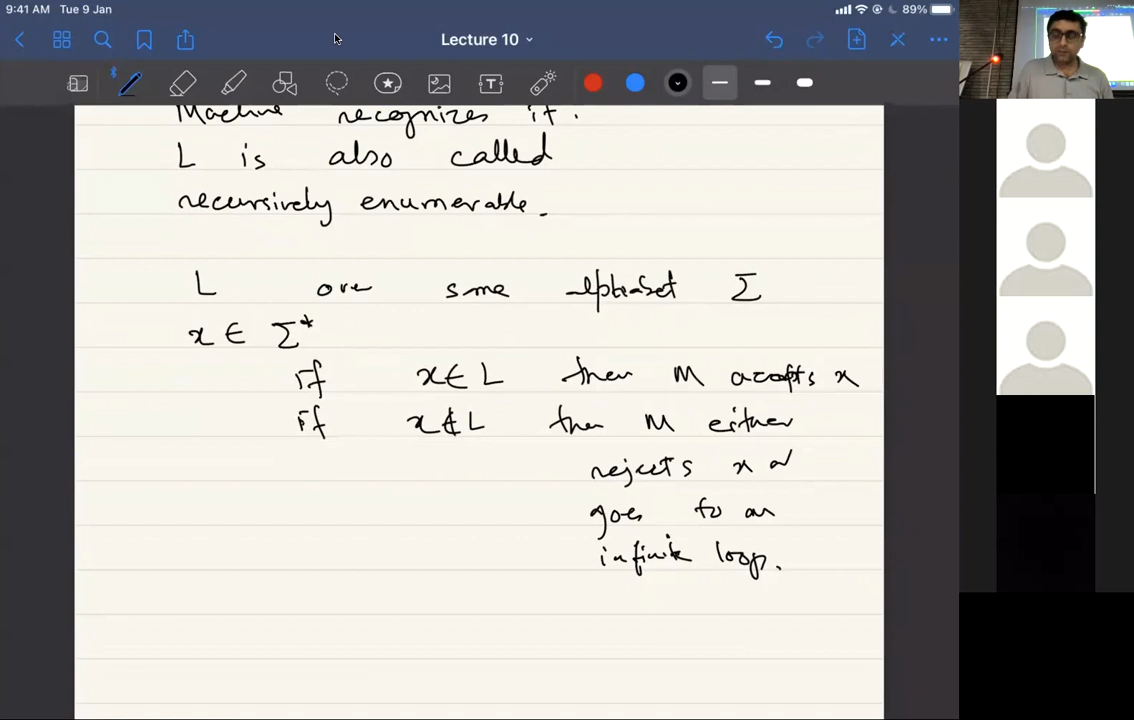 9:41 AM Tue 9 Jan
89%
Lecture 10
Machine recognizes it.
L is also called
recursively enumerable.
L over some alphabet Σ
x ∈ Σ*
if x ∈ L then M accepts x
if x ∉ L then M either
rejects x or
goes to an
infinite loop.